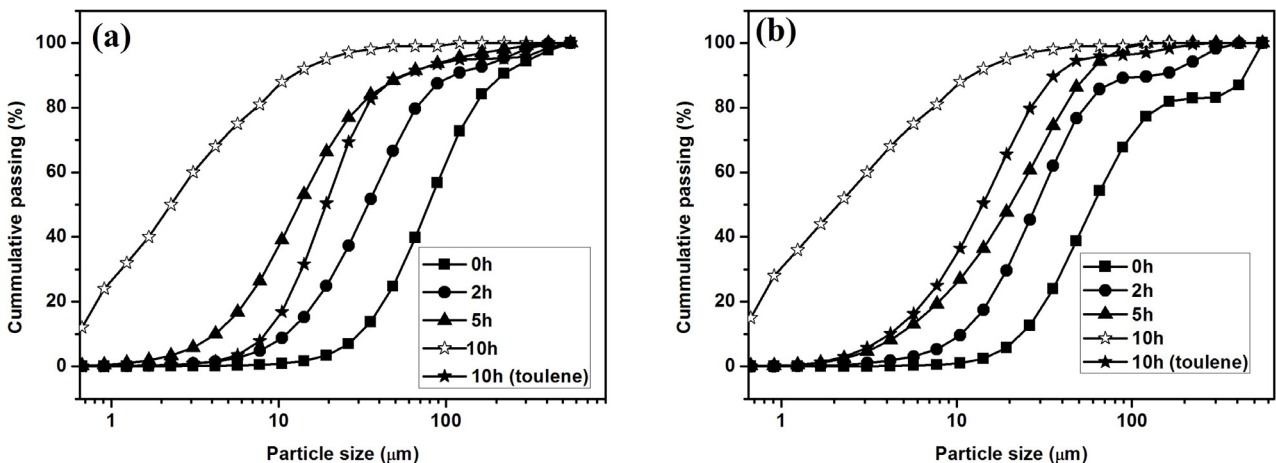 (a)
Cummulative passing (%)
100
80
60
40
20
0
0h
2h
5h
10h
10h (toulene)
1
10
100
Particle size (μm)
(b)
Cummulative passing (%)
100
80
60
40
20
0
0h
2h
5h
10h
10h (toulene)
1
10
100
Particle size (μm)